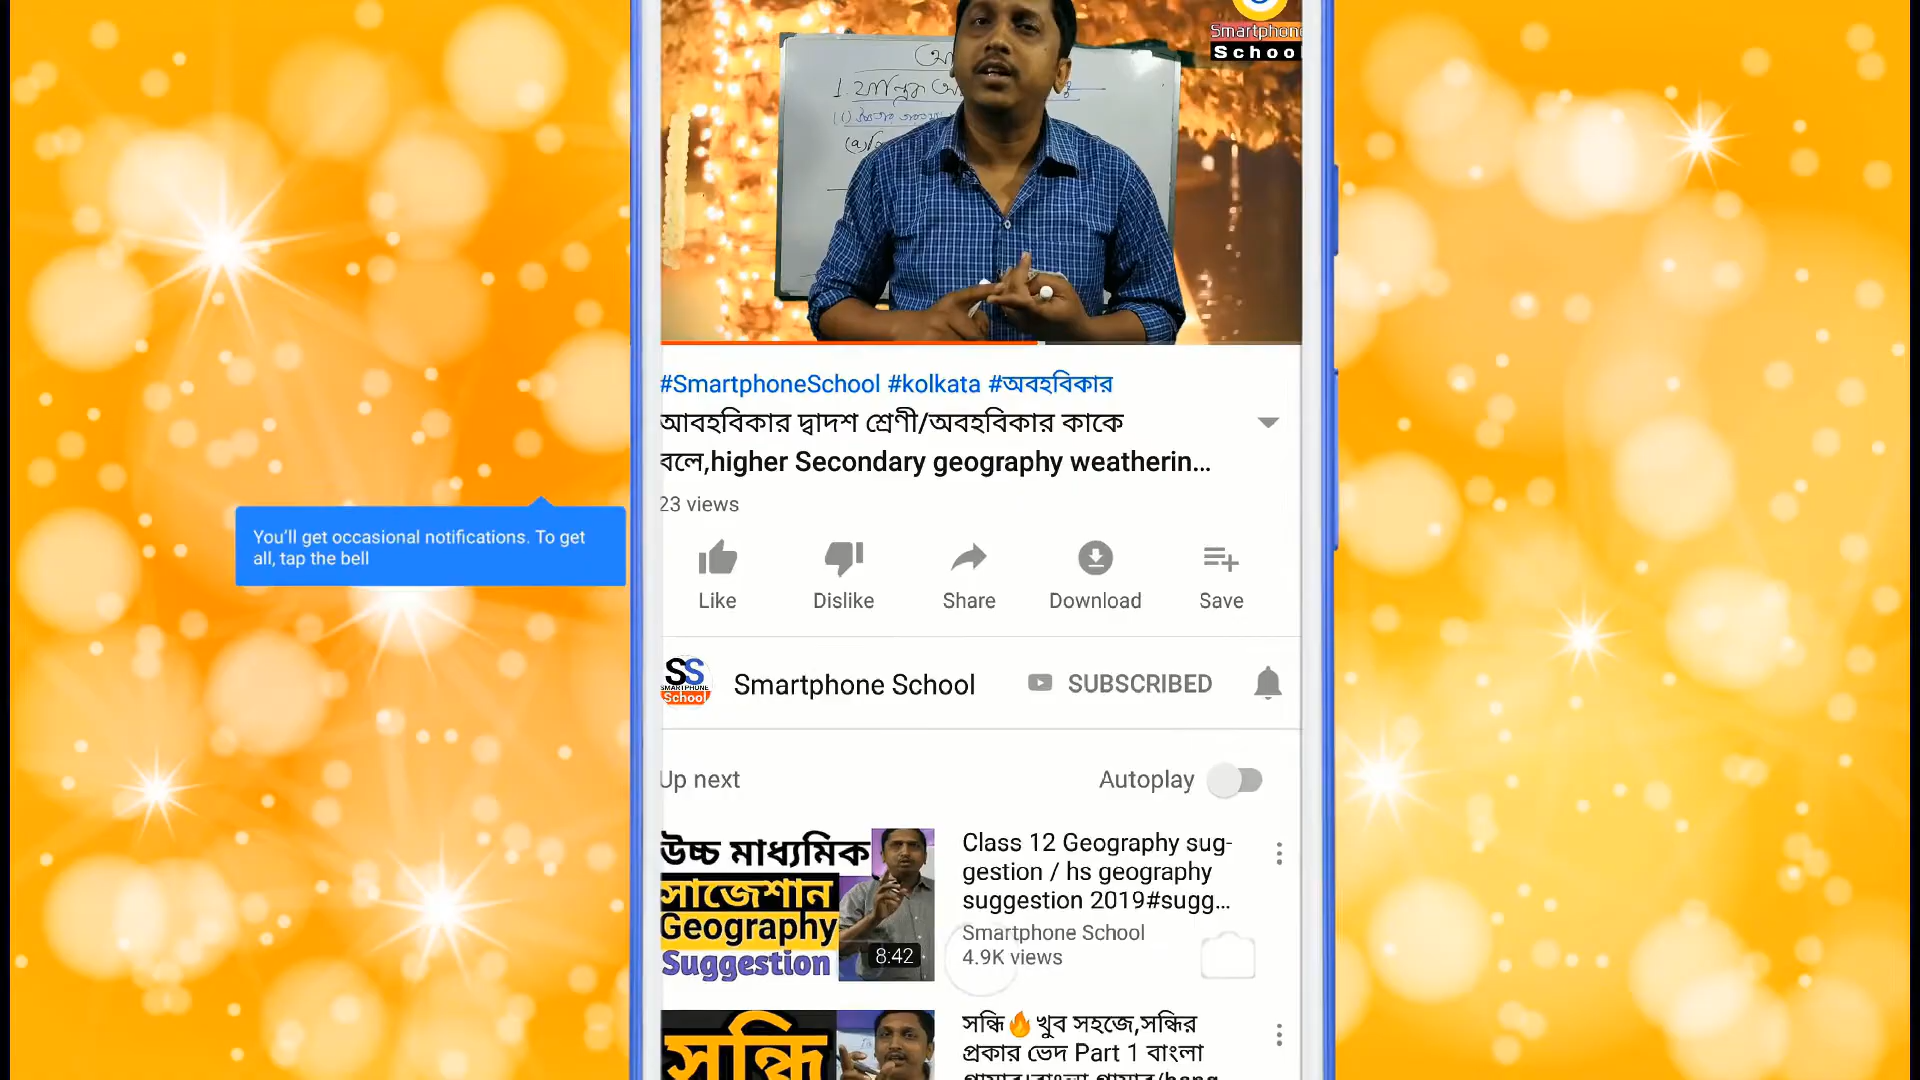 Smartphone
School
#SmartphoneSchool #kolkata #অবহবিকার
আবহবিকার দ্বাদশ শ্রেণী/অবহবিকার কাকে
বলে,higher Secondary geography weatherin...
23 views
You'll get occasional notifications. To get
all, tap the bell
Like Dislike Share Download Save
SS
SMARTPHONE
School
Smartphone School SUBSCRIBED
Up next Autoplay
উচ্চ মাধ্যমিক
সাজেশান
Geography
Suggestion
8:42
Class 12 Geography sug-
gestion / hs geography
suggestion 2019#sugg...
Smartphone School
4.9K views
সন্ধি
সন্ধি🔥খুব সহজে,সন্ধির
প্রকার ভেদ Part 1 বাংলা